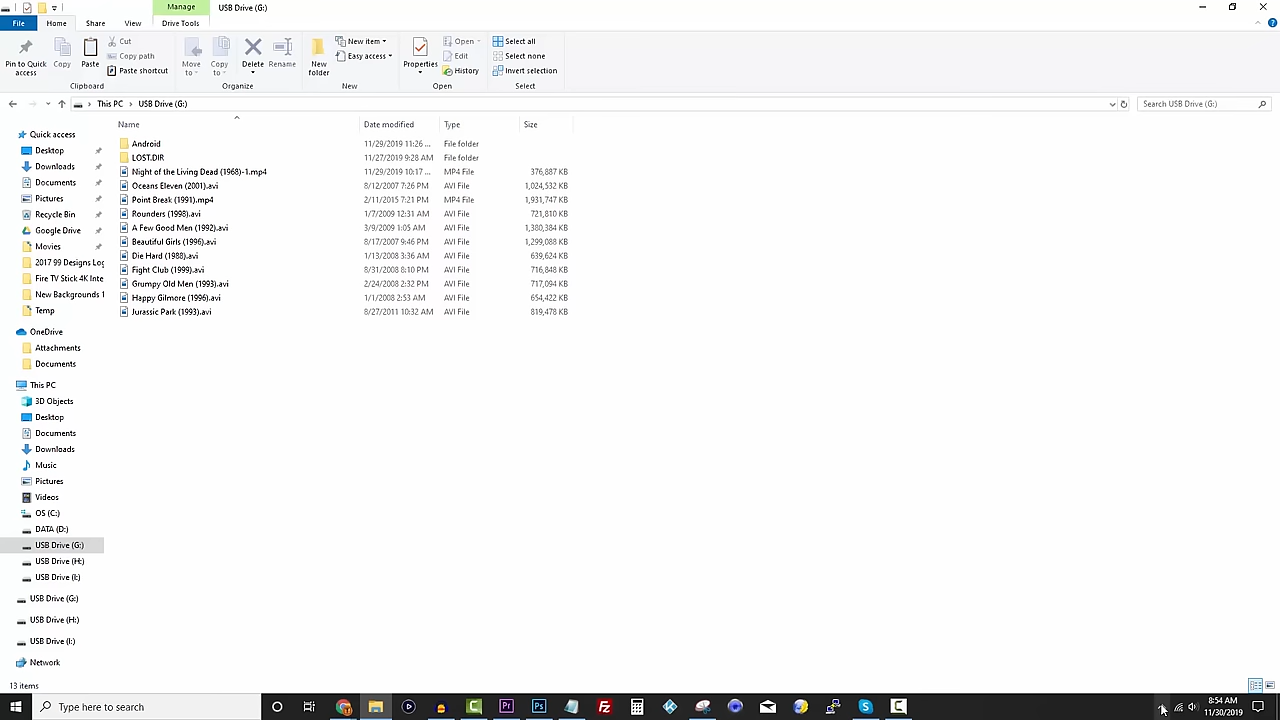 Manage USB Drive (G:)
File Home Share View Drive Tools
Pin to Quick access Copy Paste Cut Copy path Paste shortcut
Move to Copy to Delete Rename New folder New item Easy access
Properties Open Edit History Select all Select none Invert selection
Clipboard Organize New Open Select
This PC › USB Drive (G:) Search USB Drive (G:)
Name Date modified Type Size
Android 11/29/2019 11:26 ... File folder
LOST.DIR 11/27/2019 9:28 AM File folder
Night of the Living Dead (1968)-1.mp4 11/29/2019 10:17 ... MP4 File 376,887 KB
Oceans Eleven (2001).avi 8/12/2007 7:26 PM AVI File 1,024,532 KB
Point Break (1991).mp4 2/11/2015 7:21 PM MP4 File 1,931,747 KB
Rounders (1998).avi 1/7/2009 12:31 AM AVI File 721,810 KB
A Few Good Men (1992).avi 3/9/2009 1:05 AM AVI File 1,380,384 KB
Beautiful Girls (1996).avi 8/17/2007 9:46 PM AVI File 1,299,088 KB
Die Hard (1988).avi 1/13/2008 3:36 AM AVI File 639,624 KB
Fight Club (1999).avi 8/31/2008 8:10 PM AVI File 716,848 KB
Grumpy Old Men (1993).avi 2/24/2008 2:32 PM AVI File 717,094 KB
Happy Gilmore (1996).avi 1/1/2008 2:53 AM AVI File 654,422 KB
Jurassic Park (1993).avi 8/27/2011 10:32 AM AVI File 819,478 KB
Quick access
Desktop
Downloads
Documents
Pictures
Recycle Bin
Google Drive
Movies
2017 99 Designs Log
Fire TV Stick 4K Inte
New Backgrounds 1
Temp
OneDrive
Attachments
Documents
This PC
3D Objects
Desktop
Documents
Downloads
Music
Pictures
Videos
OS (C:)
DATA (D:)
USB Drive (G:)
USB Drive (H:)
USB Drive (I:)
USB Drive (G:)
USB Drive (H:)
USB Drive (I:)
Network
13 items
Type here to search
8:54 AM
11/30/2019